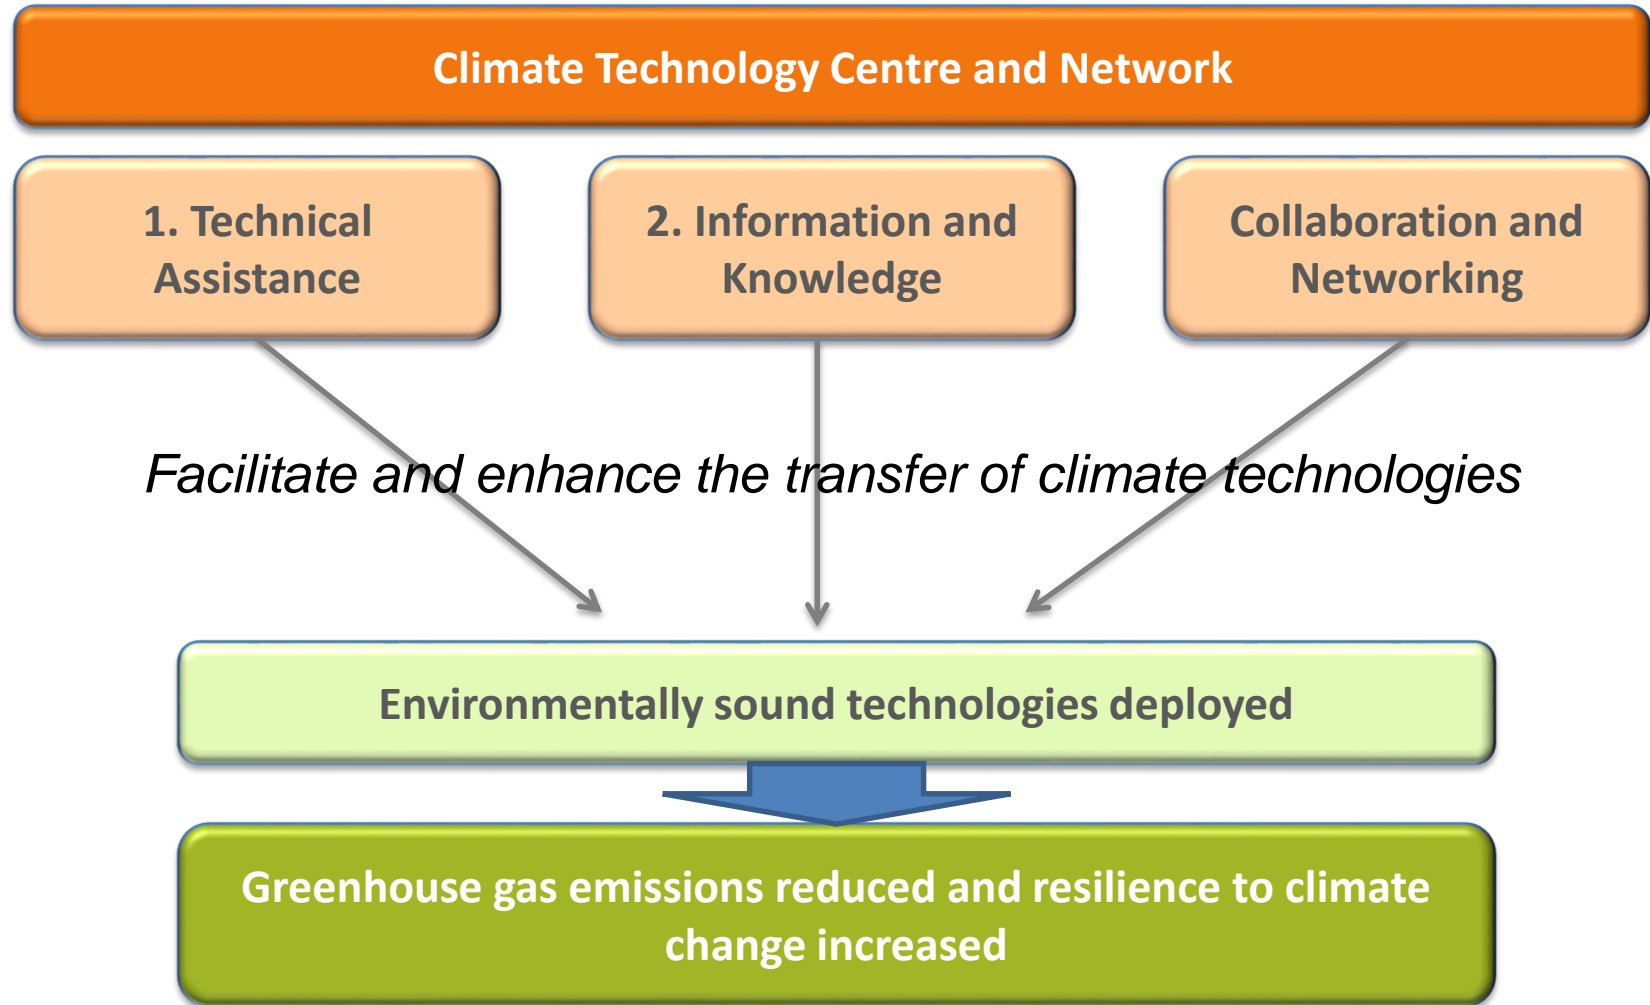 Climate Technology Centre and Network
1. Technical
Assistance
2. Information and
Knowledge
Collaboration and
Networking
Facilitate and enhance the transfer of climate technologies
Environmentally sound technologies deployed
Greenhouse gas emissions reduced and resilience to climate
change increased